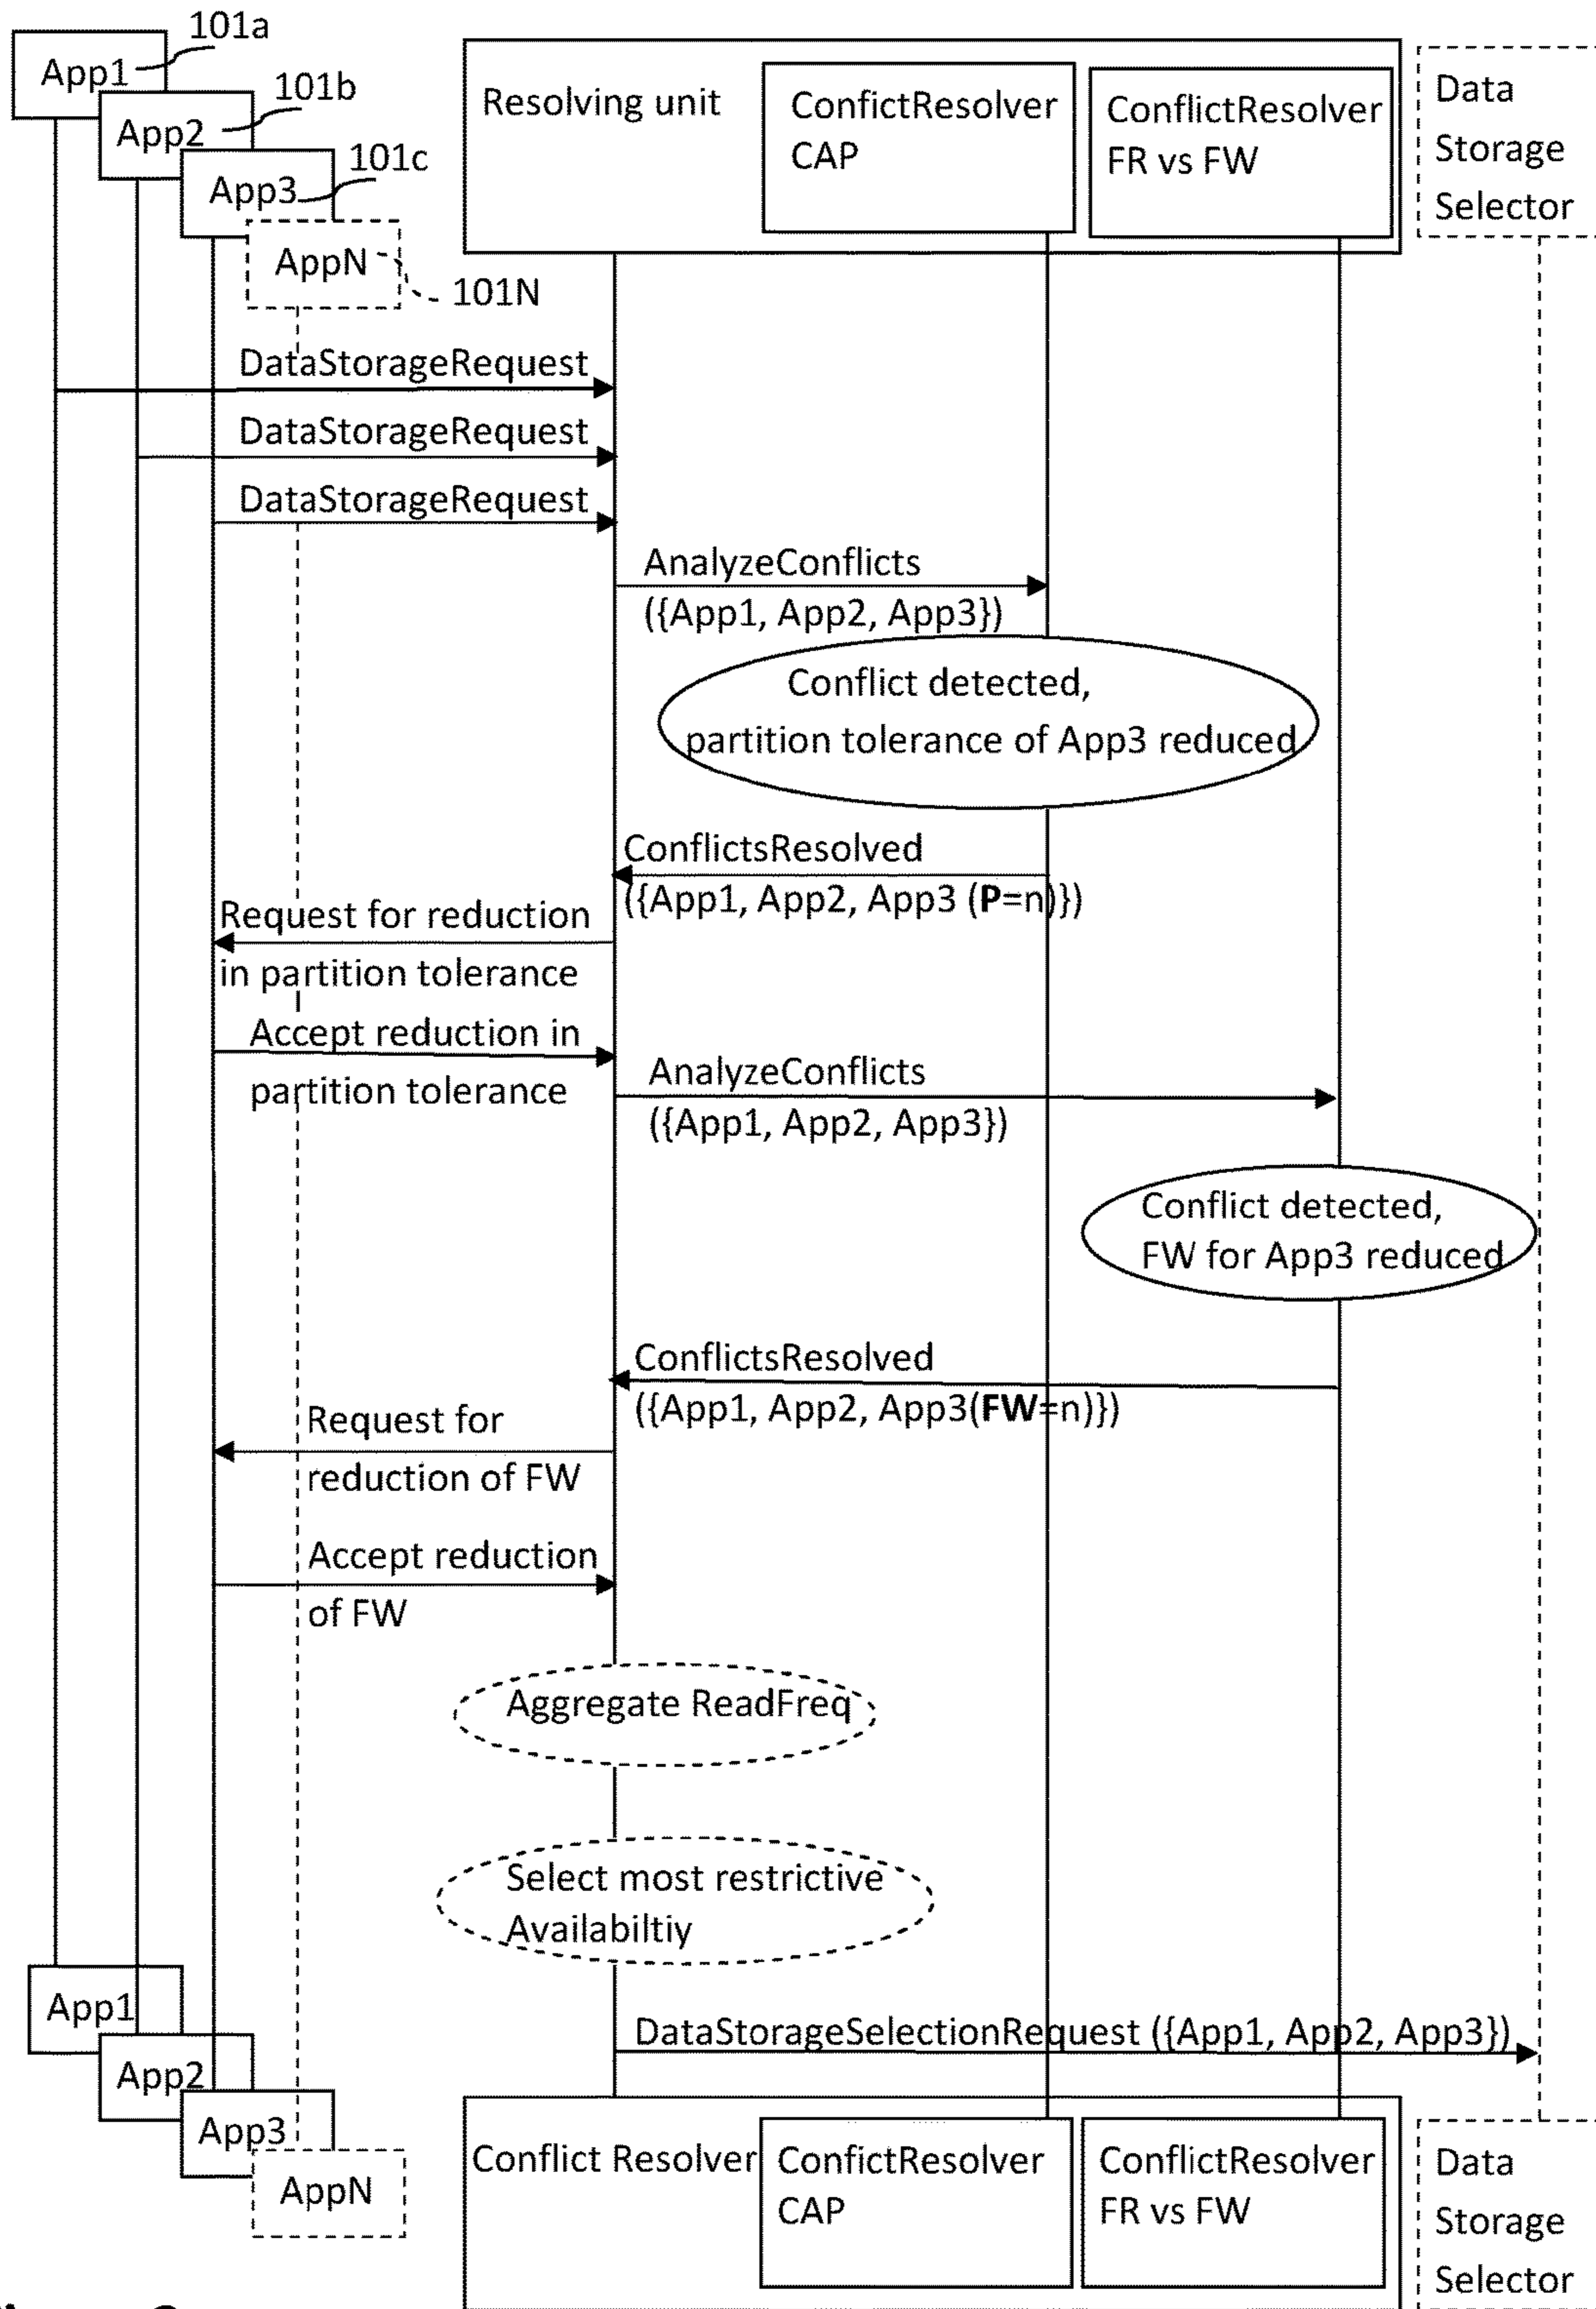 101a
App1
101b
App2
101c
App3
AppN
101N
Resolving unit
ConfictResolver
CAP
ConflictResolver
FR vs FW
Data
Storage
Selector
DataStorageRequest
DataStorageRequest
DataStorageRequest
AnalyzeConflicts
({App1, App2, App3})
Conflict detected,
partition tolerance of App3 reduced
ConflictsResolved
({App1, App2, App3 (P=n)})
Request for reduction
in partition tolerance
Accept reduction in
partition tolerance
AnalyzeConflicts
({App1, App2, App3})
Conflict detected,
FW for App3 reduced
ConflictsResolved
({App1, App2, App3(FW=n)})
Request for
reduction of FW
Accept reduction
of FW
Aggregate ReadFreq
Select most restrictive
Availabiltiy
DataStorageSelectionRequest ({App1, App2, App3})
App1
App2
App3
AppN
Conflict Resolver
ConfictResolver
CAP
ConflictResolver
FR vs FW
Data
Storage
Selector